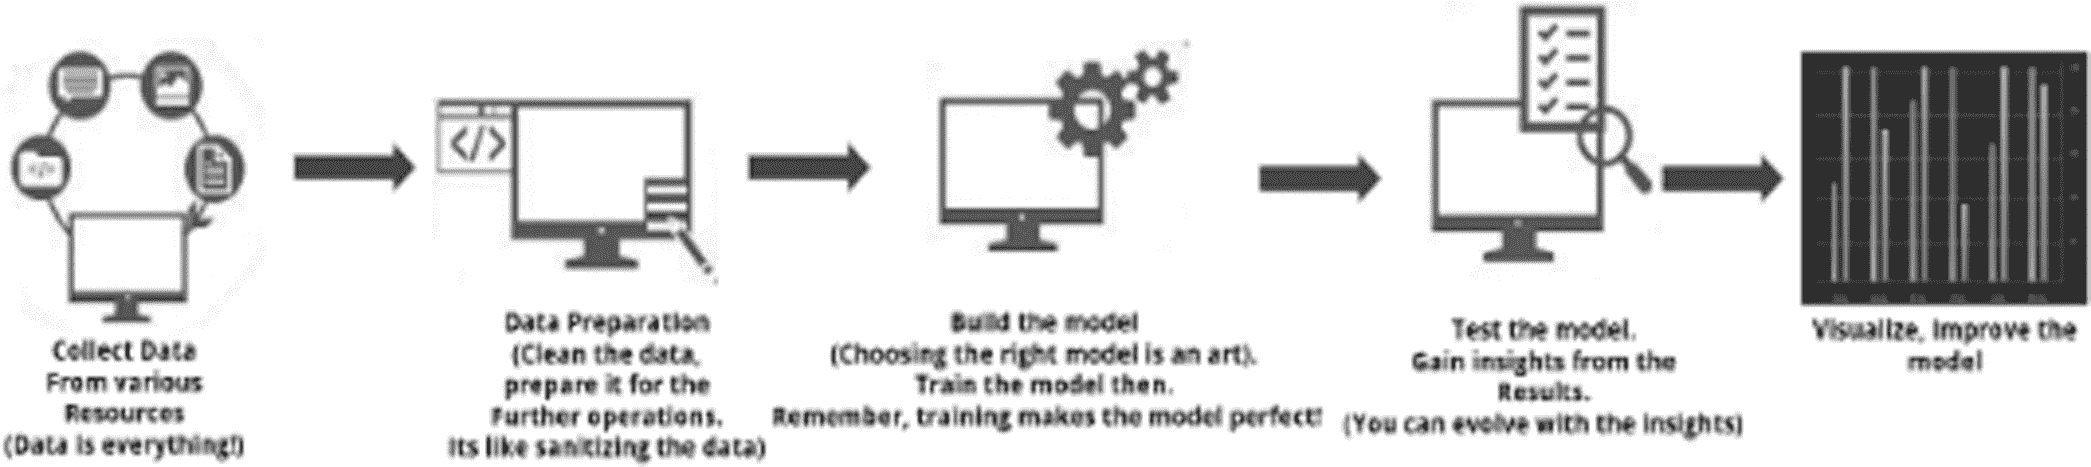 Collect Data
From various
Resources
(Data is everything!)
Data Preparation
(Clean the data,
prepare it for the
Further operations.
Its like sanitizing the data)
Build the model
(Choosing the right model is an art).
Train the model then.
Remember, training makes the model perfect!
Test the model.
Gain insights from the
Results.
(You can evolve with the insights)
Visualize, improve the
model